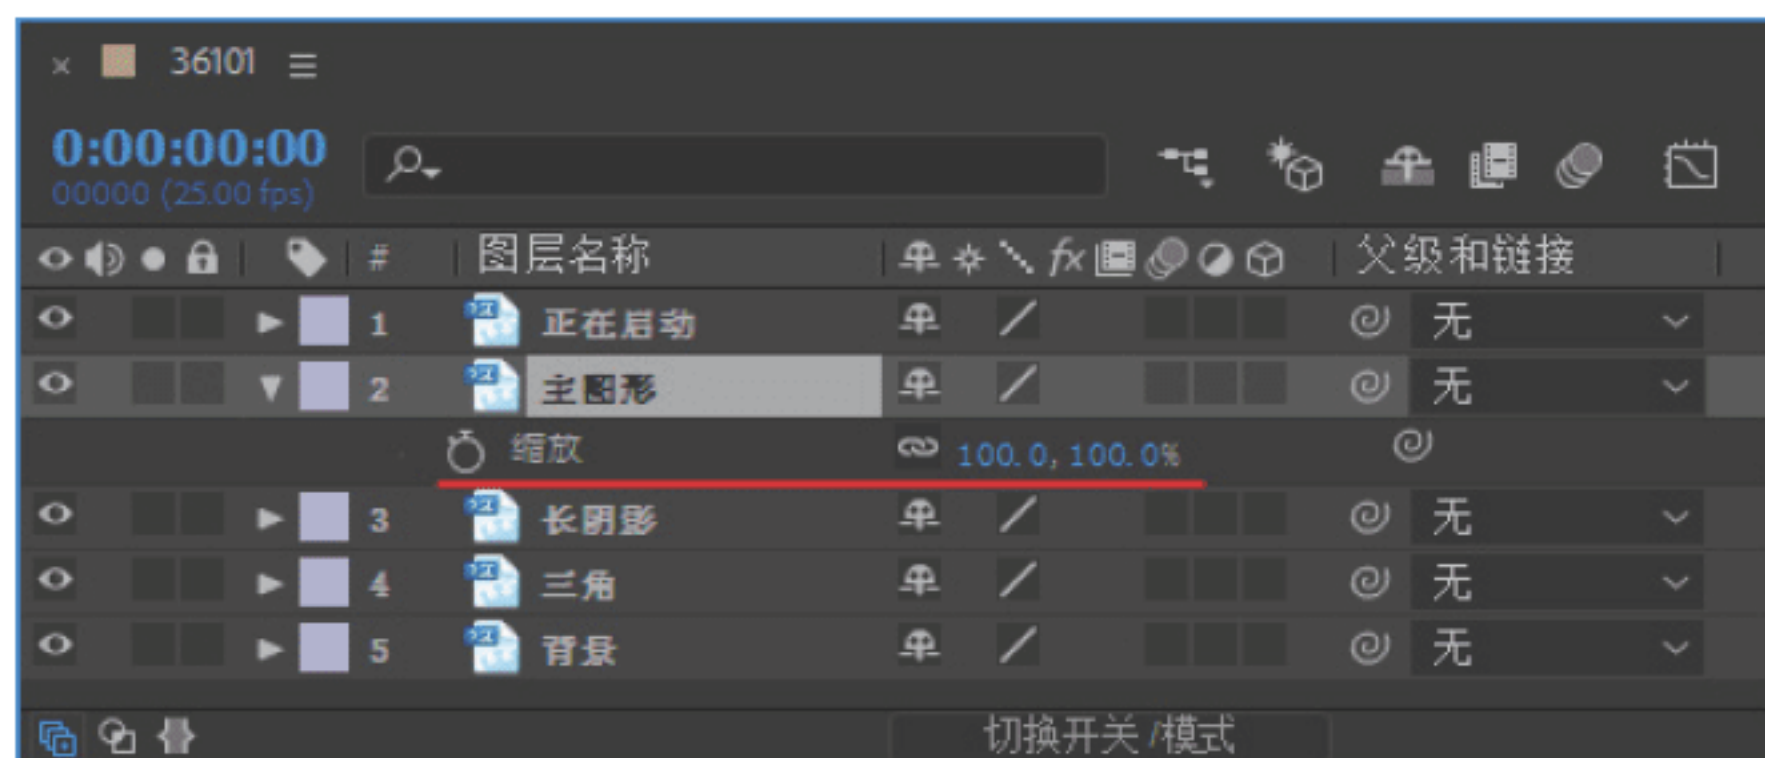 36101
0:00:00:00
00000 (25.00 fps)
# 图层名称 fx 父级和链接
1 正在启动 无
2 主图形 无
缩放 100.0, 100.0%
3 长阴影 无
4 三角 无
5 背景 无
切换开关/模式